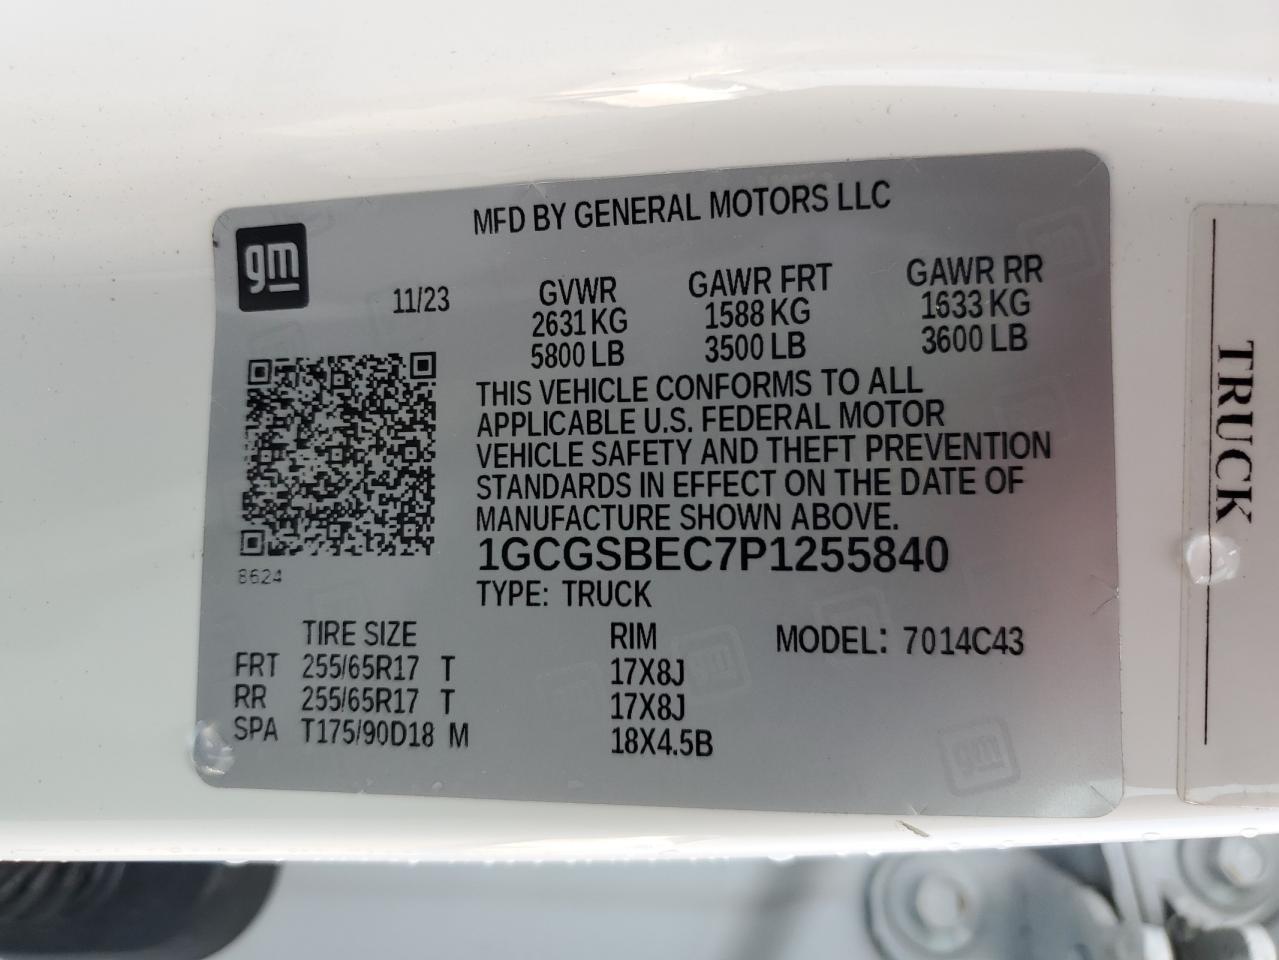 MFD BY GENERAL MOTORS LLC
gm
11/23
GVWR GAWR FRT GAWR RR
2631 KG 1588 KG 1633 KG
5800 LB 3500 LB 3600 LB
THIS VEHICLE CONFORMS TO ALL
APPLICABLE U.S. FEDERAL MOTOR
VEHICLE SAFETY AND THEFT PREVENTION
STANDARDS IN EFFECT ON THE DATE OF
MANUFACTURE SHOWN ABOVE.
1GCGSBEC7P1255840
8624
TYPE: TRUCK
TIRE SIZE RIM MODEL: 7014C43
FRT 255/65R17 T 17X8J
RR 255/65R17 T 17X8J
SPA T175/90D18 M 18X4.5B
gm
TRUCK